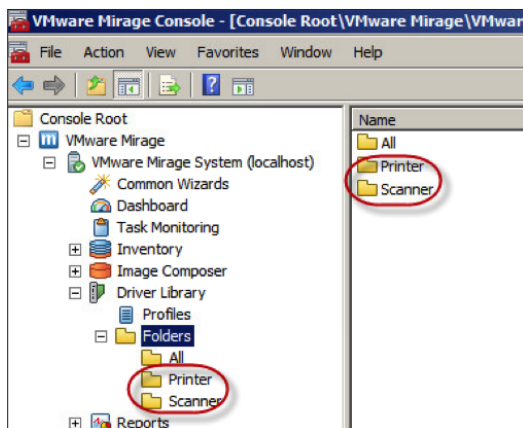 VMware Mirage Console - [Console Root\VMware Mirage\VMwar
File Action View Favorites Window Help
Console Root
m VMware Mirage
VMware Mirage System (localhost)
Common Wizards
Dashboard
Task Monitoring
Inventory
Image Composer
Driver Library
Profiles
Folders
All
Printer
Scanner
Reports
Name
All
Printer
Scanner